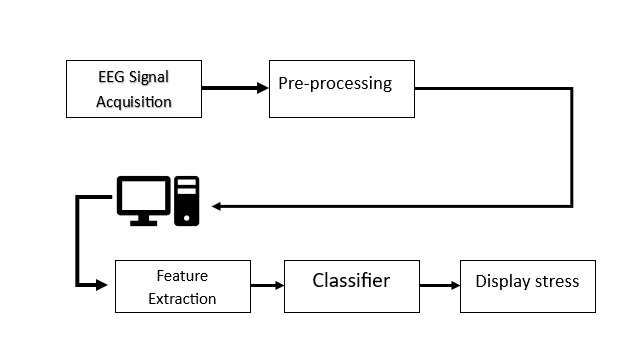 EEG Signal
Acquisition
Pre-processing
Feature
Extraction
Classifier
Display stress